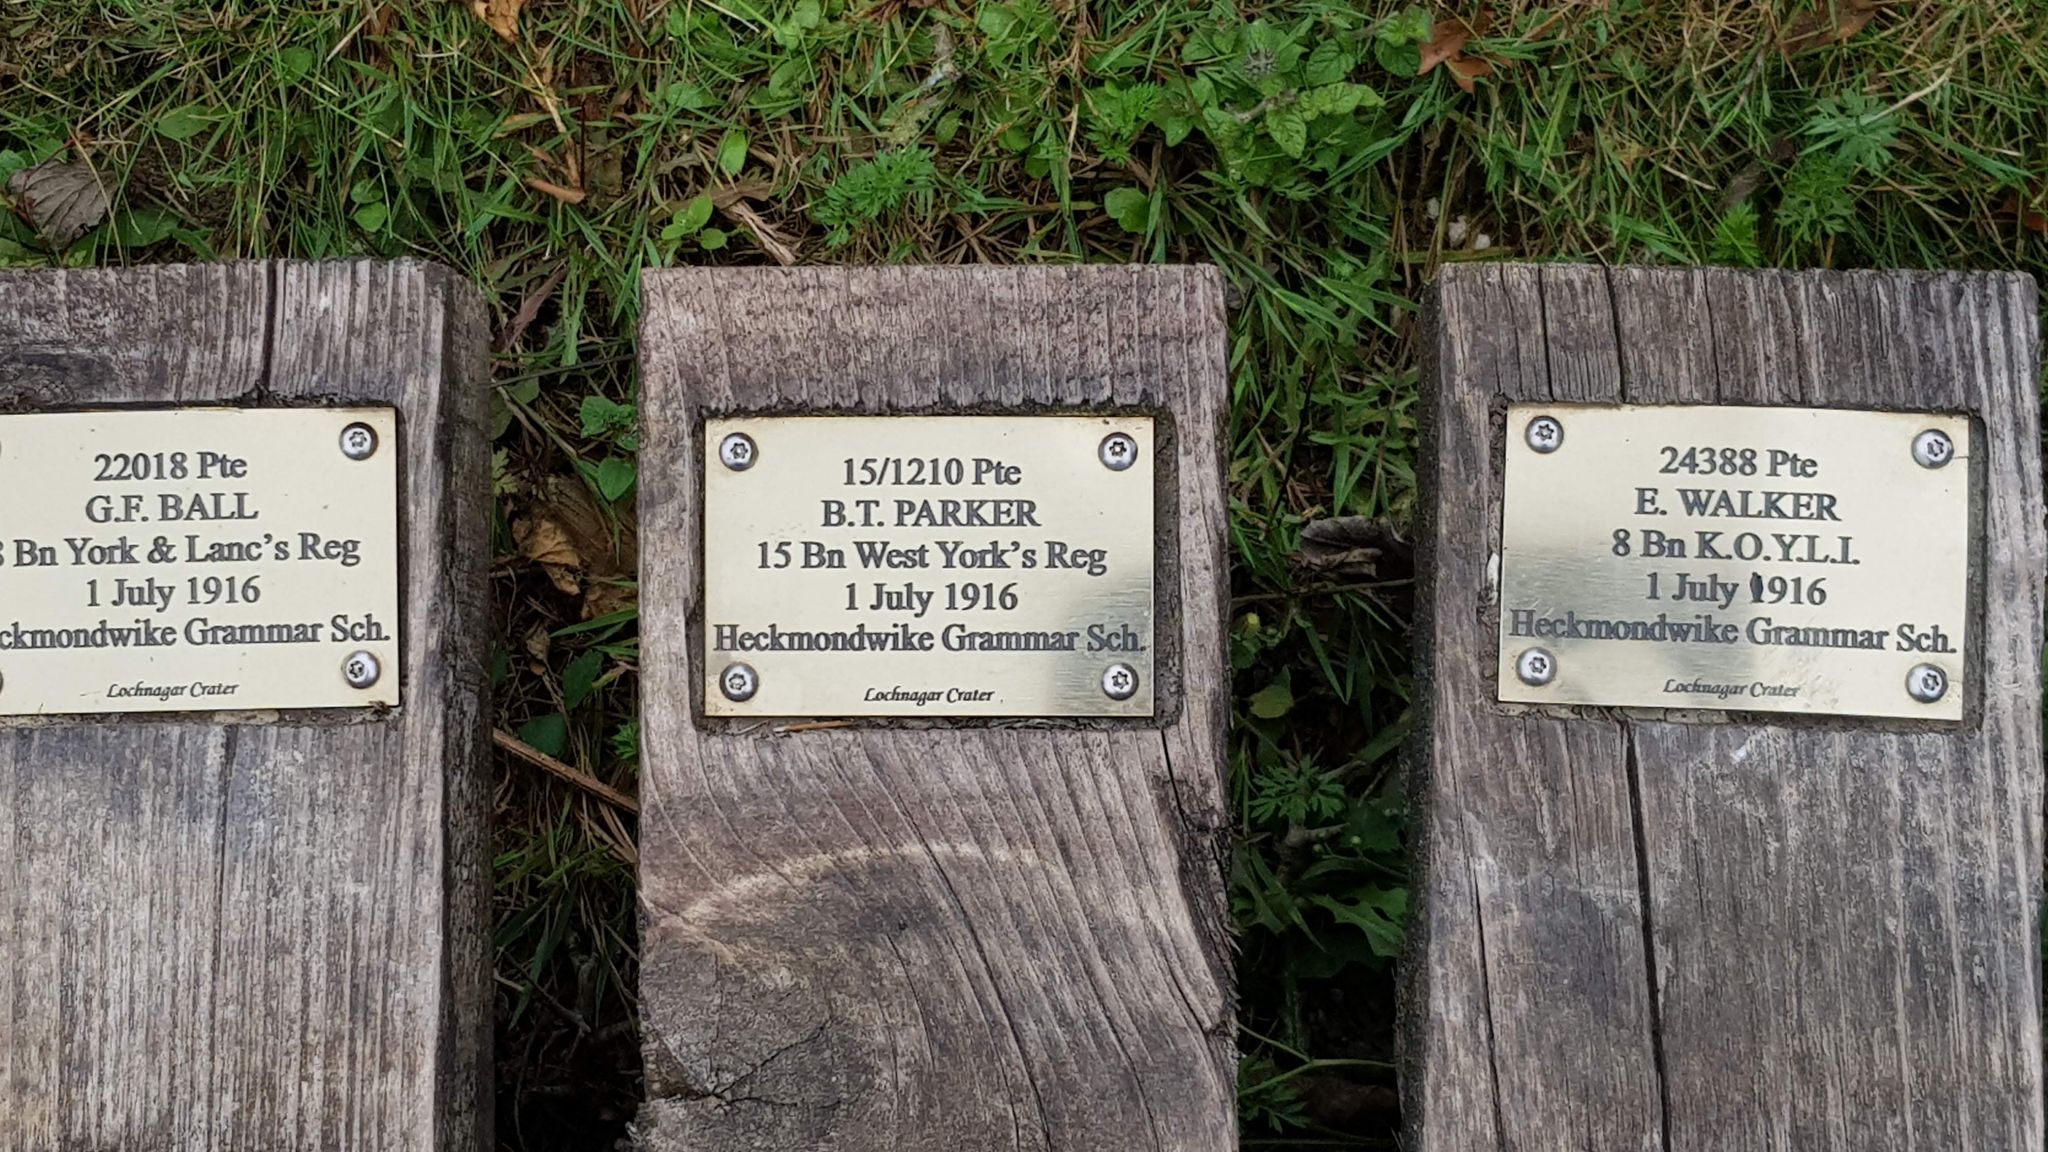 22018 Pte
G.F. BALL
8 Bn York & Lanc's Reg
1 July 1916
ckmondwike Grammar Sch.
Lochnagar Crater
15/1210 Pte
B.T. PARKER
15 Bn West York's Reg
1 July 1916
Heckmondwike Grammar Sch.
Lochnagar Crater
24388 Pte
E. WALKER
8 Bn K.O.Y.L.I.
1 July 1916
Heckmondwike Grammar Sch.
Lochnagar Crater